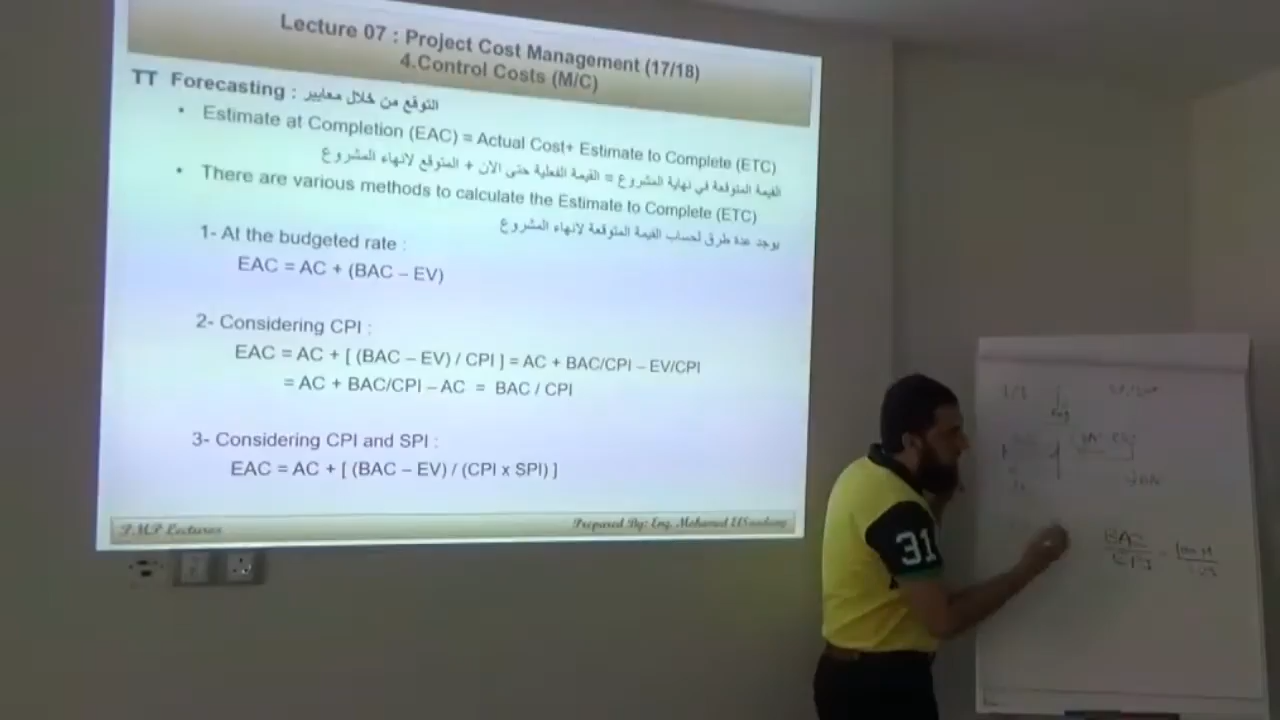 Lecture 07 : Project Cost Management (17/18)
4.Control Costs (M/C)
TT Forecasting : التوقع من خلال معايير
• Estimate at Completion (EAC) = Actual Cost+ Estimate to Complete (ETC)
القيمة المتوقعة في نهاية المشروع = القيمة الفعلية حتى الآن + المتوقع لانهاء المشروع
• There are various methods to calculate the Estimate to Complete (ETC)
يوجد عدة طرق لحساب القيمة المتوقعة لانهاء المشروع
1- At the budgeted rate :
EAC = AC + (BAC – EV)
2- Considering CPI :
EAC = AC + [ (BAC – EV) / CPI ] = AC + BAC/CPI – EV/CPI
= AC + BAC/CPI – AC = BAC / CPI
3- Considering CPI and SPI :
EAC = AC + [ (BAC – EV) / (CPI x SPI) ]
P.M.P Lectures
Prepared By: Eng. Mohamed
31
BAC
CPI